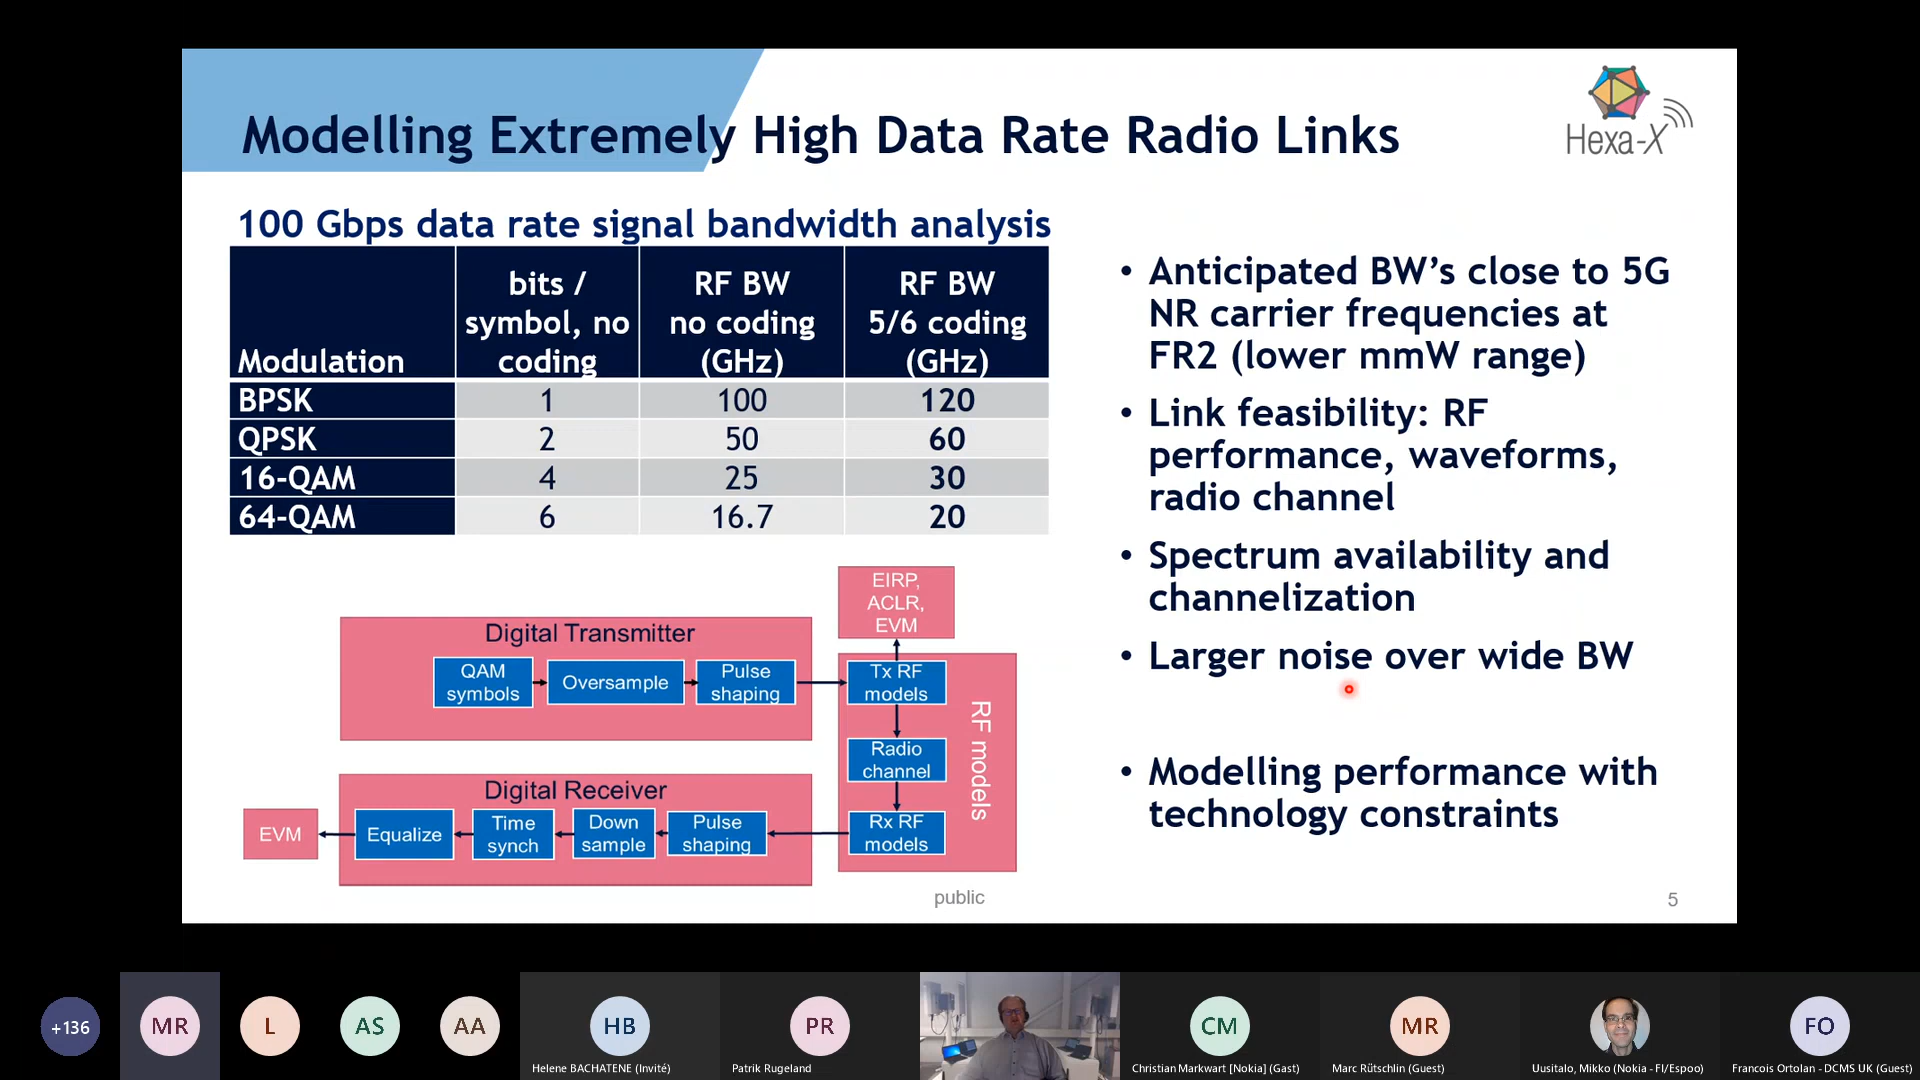 Modelling Extremely High Data Rate Radio Links
Hexa-X
100 Gbps data rate signal bandwidth analysis
Modulation
bits /
symbol, no
coding
RF BW
no coding
(GHz)
RF BW
5/6 coding
(GHz)
BPSK 1 100 120
QPSK 2 50 60
16-QAM 4 25 30
64-QAM 6 16.7 20
• Anticipated BW’s close to 5G
NR carrier frequencies at
FR2 (lower mmW range)
• Link feasibility: RF
performance, waveforms,
radio channel
• Spectrum availability and
channelization
• Larger noise over wide BW
• Modelling performance with
technology constraints
EIRP,
ACLR,
EVM
Digital Transmitter
QAM
symbols
Oversample
Pulse
shaping
Tx RF
models
Radio
channel
Rx RF
models
RF models
Digital Receiver
EVM
Equalize
Time
synch
Down
sample
Pulse
shaping
public
5
+136
MR
L
AS
AA
HB
Helene BACHATENE (Invité)
PR
Patrik Rugeland
CM
Christian Markwart [Nokia] (Gast)
MR
Marc Rütschlin (Guest)
Uusitalo, Mikko (Nokia - FI/Espoo)
FO
Francois Ortolan - DCMS UK (Guest)